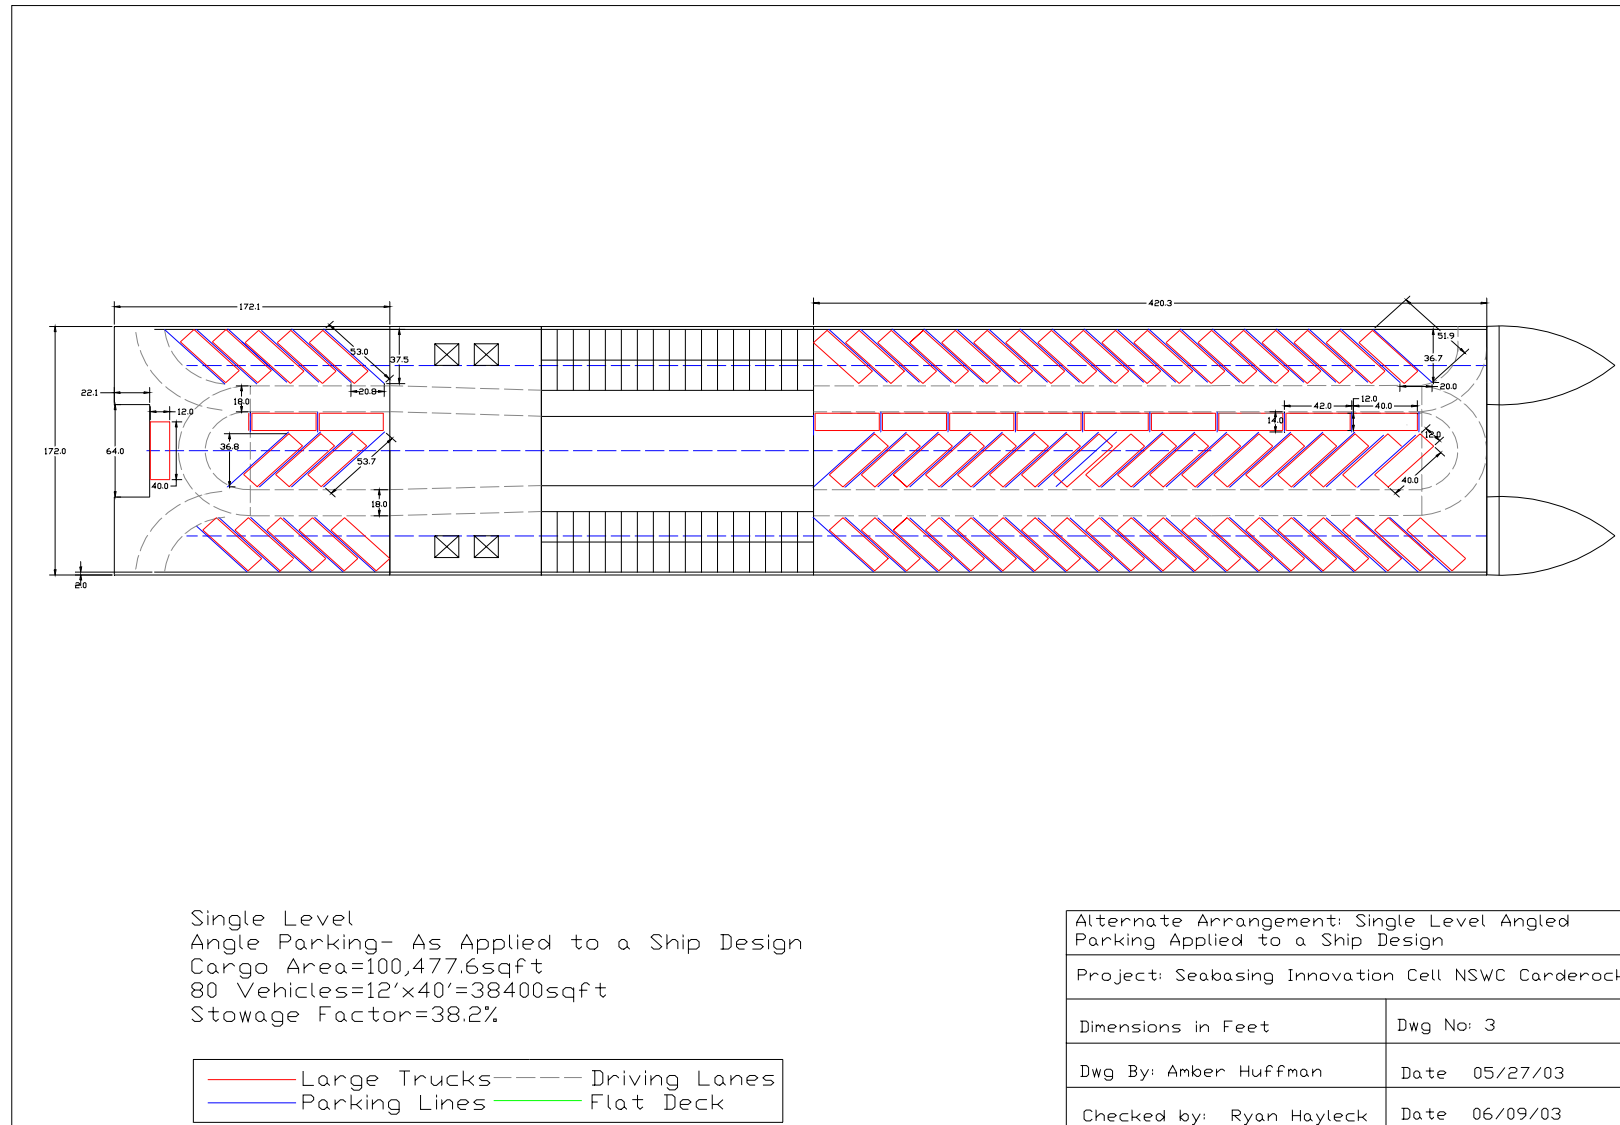 172.1
420.3
53.0
37.5
51.9
36.7
20.8
20.0
22.1
18.0
12.0
42.0
12.0
40.0
14.0
172.0
64.0
36.8
53.7
12.0
40.0
40.0
18.0
2.0
Single Level
Angle Parking- As Applied to a Ship Design
Cargo Area=100,477.6sqft
80 Vehicles=12'x40'=38400sqft
Stowage Factor=38.2%
Large Trucks
Driving Lanes
Parking Lines
Flat Deck
Alternate Arrangement: Single Level Angled
Parking Applied to a Ship Design
Project: Seabasing Innovation Cell NSWC Carderock
Dimensions in Feet
Dwg No: 3
Dwg By: Amber Huffman
Date 05/27/03
Checked by: Ryan Hayleck
Date 06/09/03